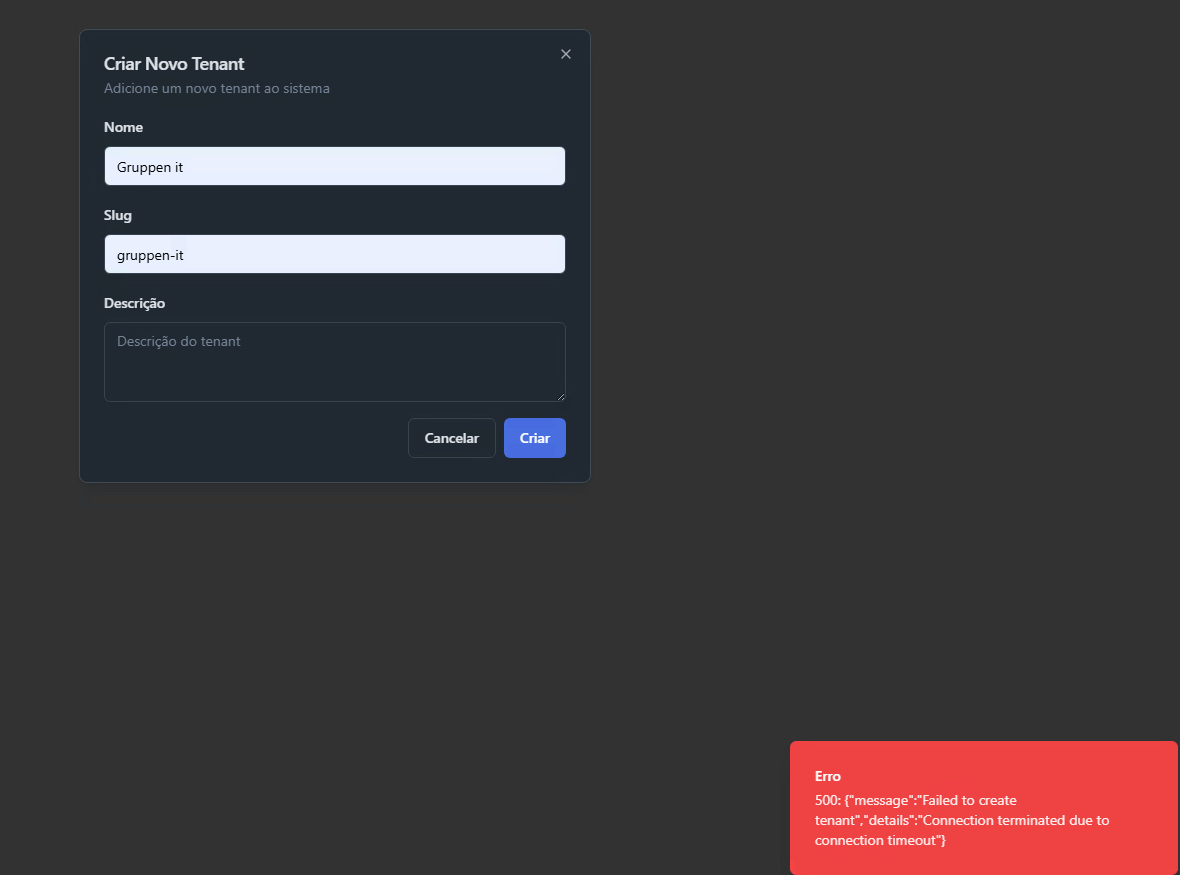 Criar Novo Tenant
Adicione um novo tenant ao sistema
Nome
Gruppen it
Slug
gruppen-it
Descrição
Descrição do tenant
Cancelar
Criar
Erro
500: {"message":"Failed to create
tenant","details":"Connection terminated due to
connection timeout"}